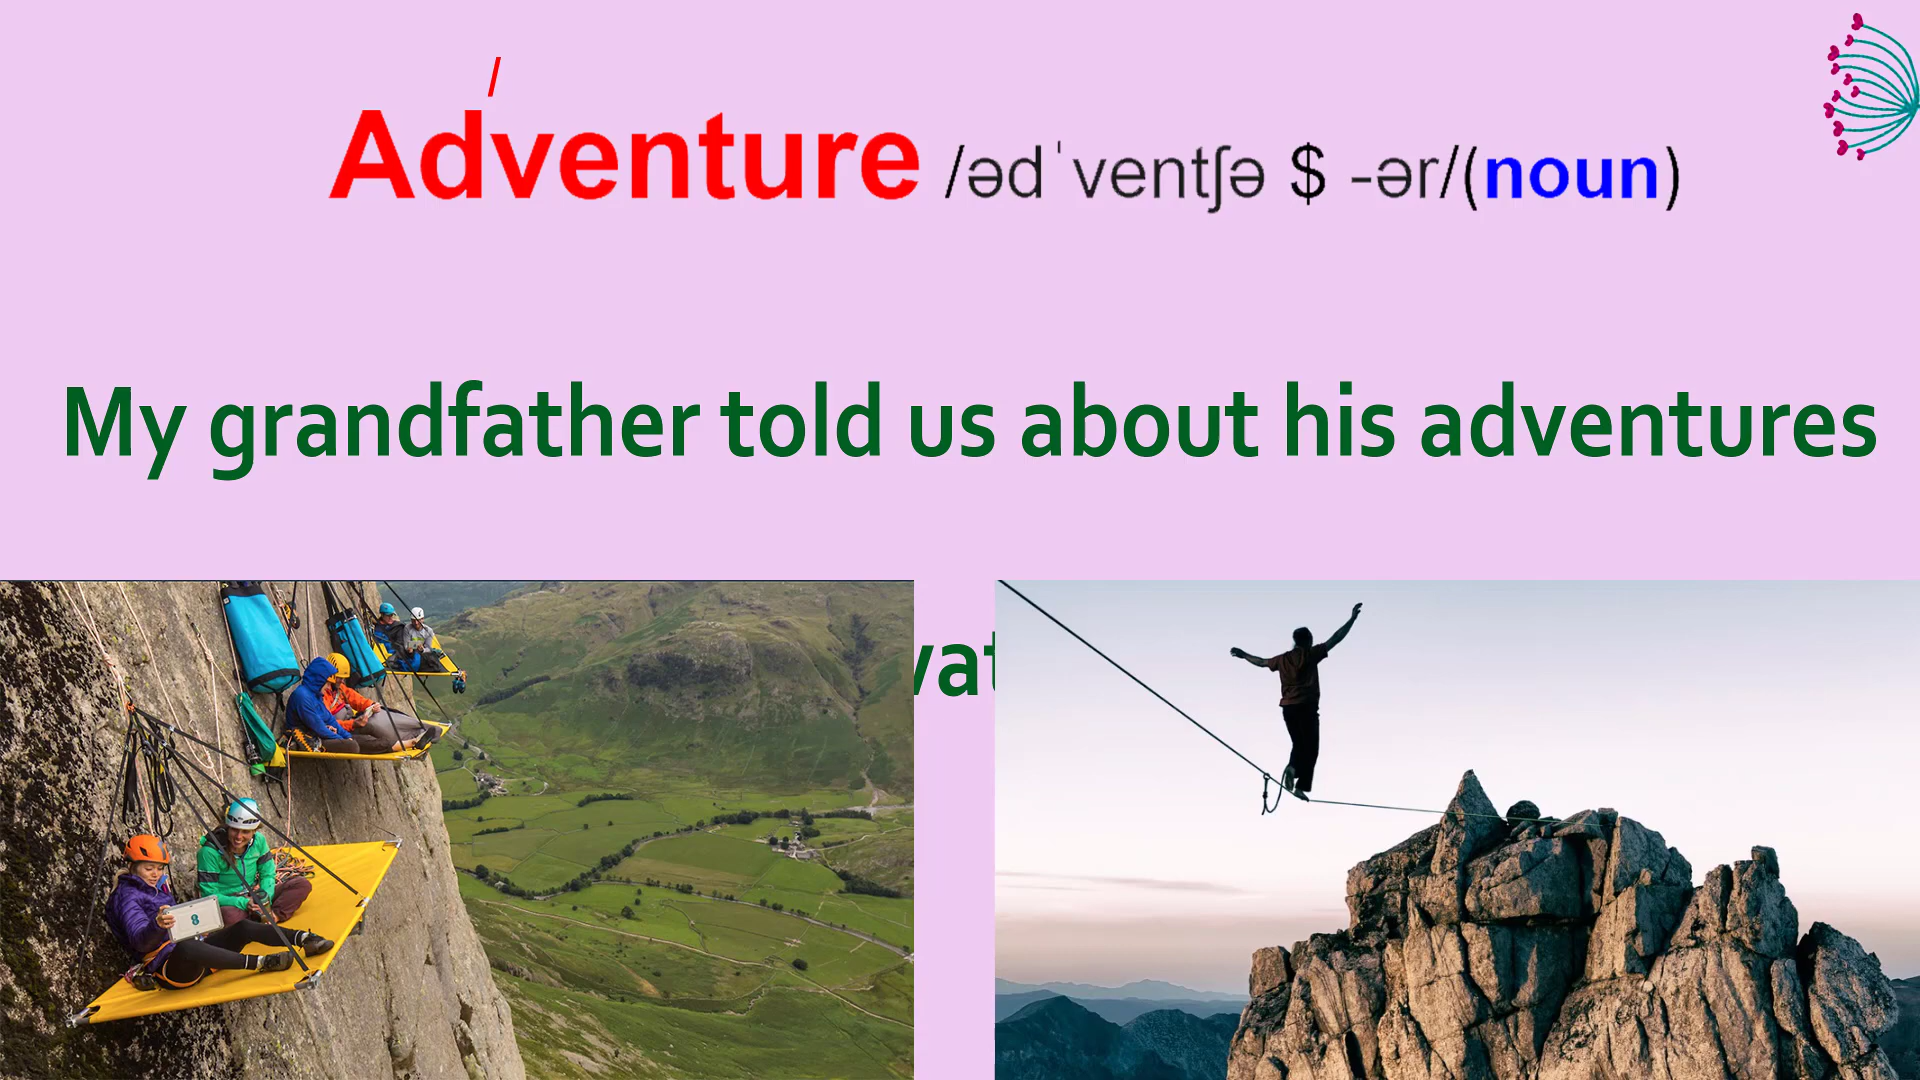 /
Adventure /ədˈventʃə $ -ər/(noun)
My grandfather told us about his adventures